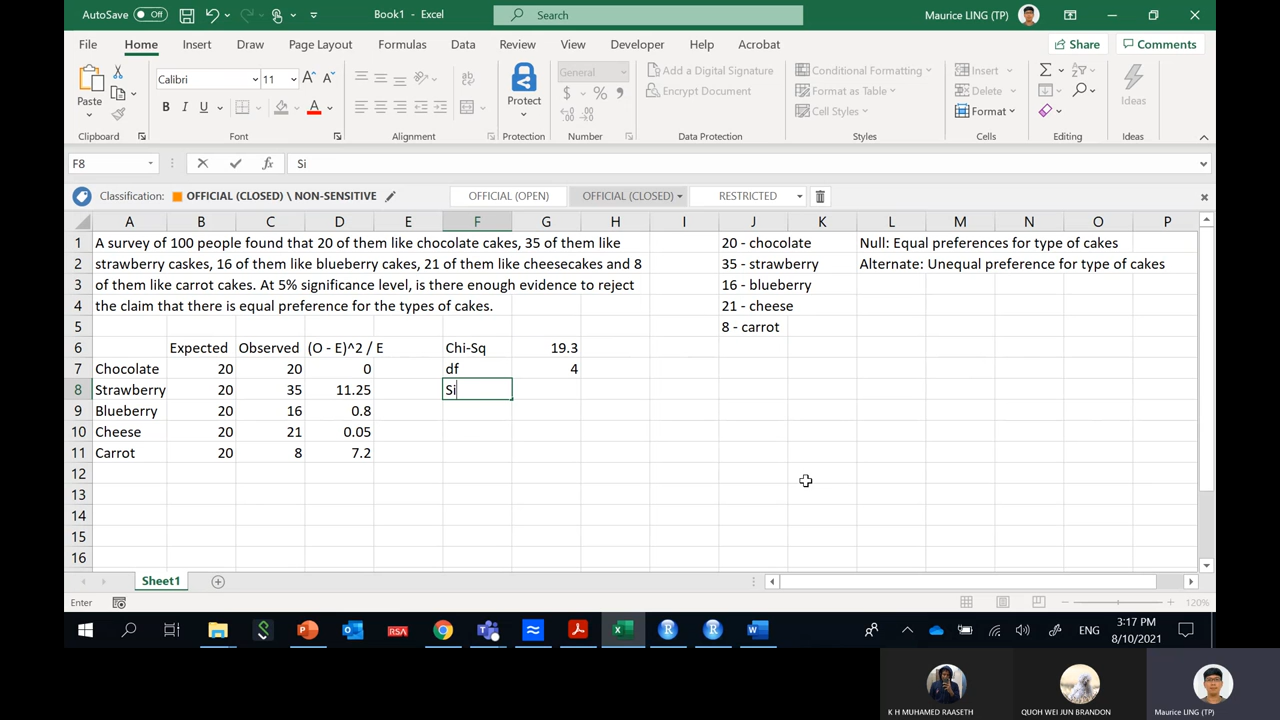 AutoSave Off Book1 - Excel Search Maurice LING (TP)
File Home Insert Draw Page Layout Formulas Data Review View Developer Help Acrobat Share Comments
Calibri 11 General Conditional Formatting Insert Add a Digital Signature
Paste Protect Encrypt Document Format as Table Delete Ideas
Cell Styles Format
Clipboard Font Alignment Protection Number Data Protection Styles Cells Editing Ideas
F8 fx Si
Classification: OFFICIAL (CLOSED) \ NON-SENSITIVE OFFICIAL (OPEN) OFFICIAL (CLOSED) RESTRICTED
A B C D E F G H I J K L M N O P
1 A survey of 100 people found that 20 of them like chocolate cakes, 35 of them like 20 - chocolate Null: Equal preferences for type of cakes
2 strawberry caskes, 16 of them like blueberry cakes, 21 of them like cheesecakes and 8 35 - strawberry Alternate: Unequal preference for type of cakes
3 of them like carrot cakes. At 5% significance level, is there enough evidence to reject 16 - blueberry
4 the claim that there is equal preference for the types of cakes. 21 - cheese
5 8 - carrot
6 Expected Observed (O - E)^2 / E Chi-Sq 19.3
7 Chocolate 20 20 0 df 4
8 Strawberry 20 35 11.25 Si
9 Blueberry 20 16 0.8
10 Cheese 20 21 0.05
11 Carrot 20 8 7.2
12
13
14
15
16
Sheet1
Enter 120%
RSA ENG 3:17 PM
8/10/2021
K H MUHAMED RAASETH QUOH WEI JUN BRANDON Maurice LING (TP)